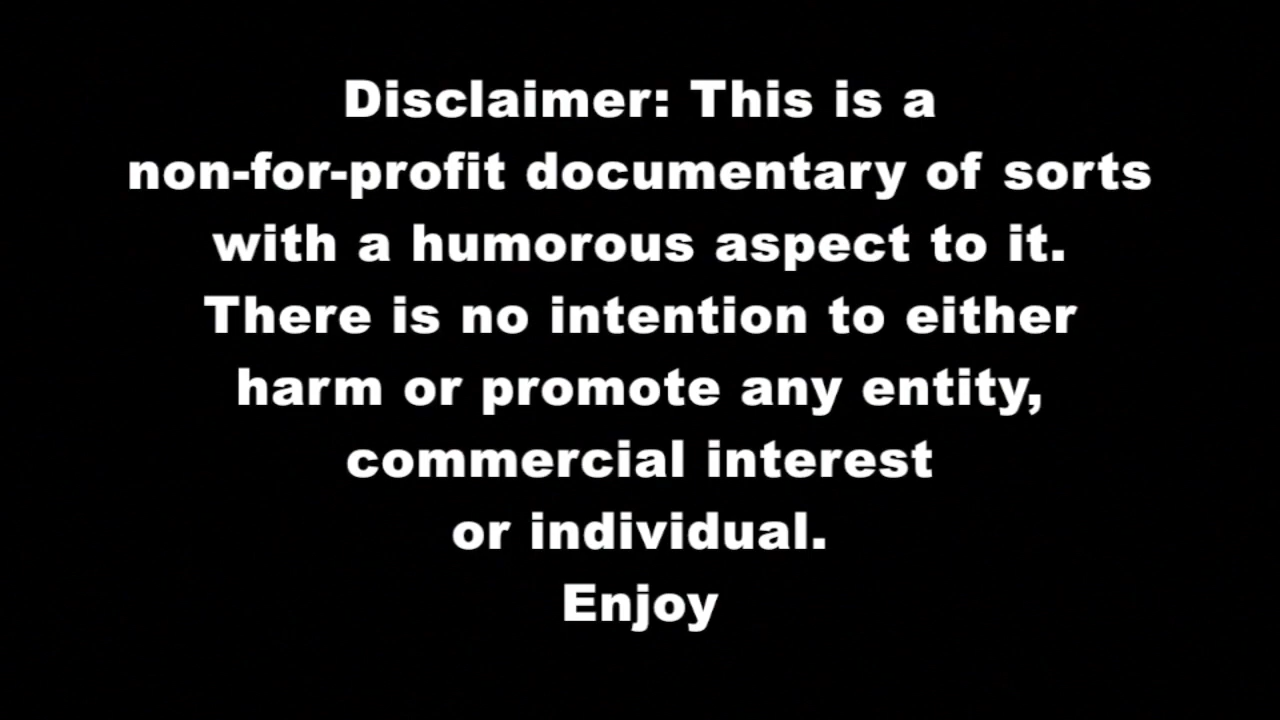 Disclaimer: This is a
non-for-profit documentary of sorts
with a humorous aspect to it.
There is no intention to either
harm or promote any entity,
commercial interest
or individual.
Enjoy